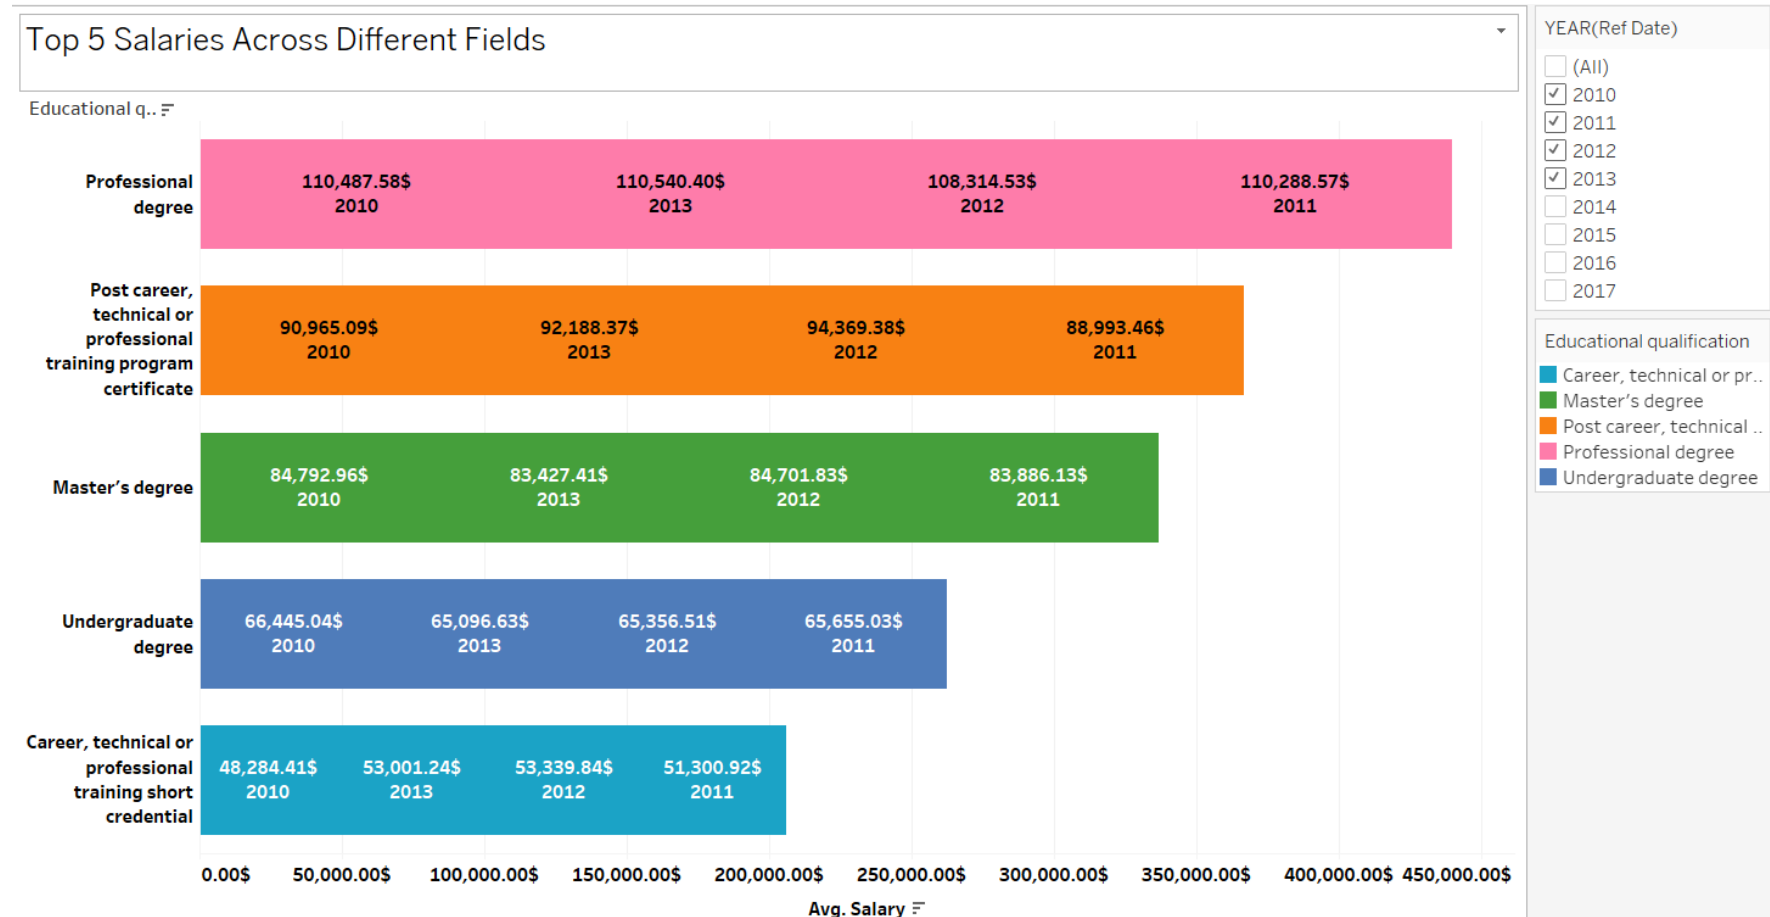 Top 5 Salaries Across Different Fields
Educational q..
Professional
degree
110,487.58$
2010
110,540.40$
2013
108,314.53$
2012
110,288.57$
2011
Post career,
technical or
professional
training program
certificate
90,965.09$
2010
92,188.37$
2013
94,369.38$
2012
88,993.46$
2011
Master's degree
84,792.96$
2010
83,427.41$
2013
84,701.83$
2012
83,886.13$
2011
Undergraduate
degree
66,445.04$
2010
65,096.63$
2013
65,356.51$
2012
65,655.03$
2011
Career, technical or
professional
training short
credential
48,284.41$
2010
53,001.24$
2013
53,339.84$
2012
51,300.92$
2011
0.00$ 50,000.00$ 100,000.00$ 150,000.00$ 200,000.00$ 250,000.00$ 300,000.00$ 350,000.00$ 400,000.00$ 450,000.00$
Avg. Salary
YEAR(Ref Date)
(All)
2010
2011
2012
2013
2014
2015
2016
2017
Educational qualification
Career, technical or pr..
Master's degree
Post career, technical ..
Professional degree
Undergraduate degree